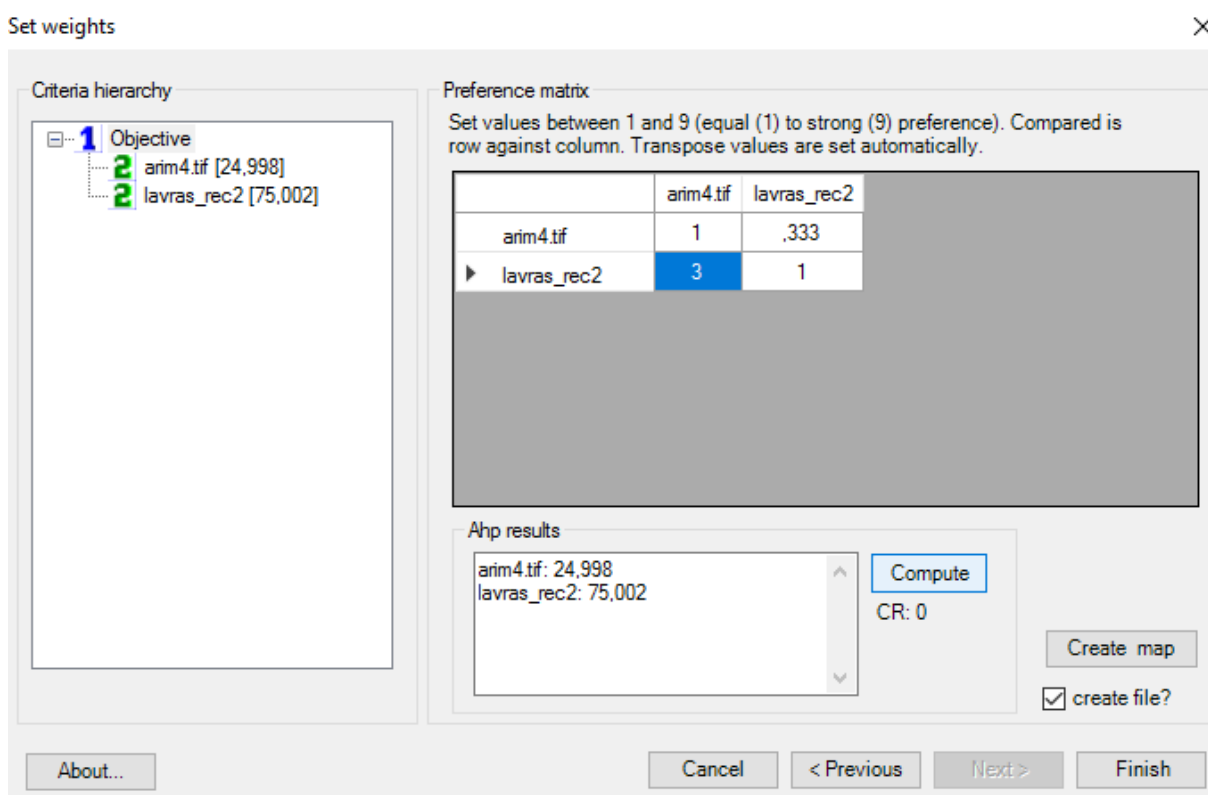 Set weights
Criteria hierarchy
1 Objective
2 arim4.tif [24,998]
2 lavras_rec2 [75,002]
Preference matrix
Set values between 1 and 9 (equal (1) to strong (9) preference). Compared is
row against column. Transpose values are set automatically.
arim4.tif lavras_rec2
arim4.tif 1 ,333
lavras_rec2 3 1
Ahp results
arim4.tif: 24,998
lavras_rec2: 75,002
Compute
CR: 0
Create map
create file?
About... Cancel < Previous Next > Finish